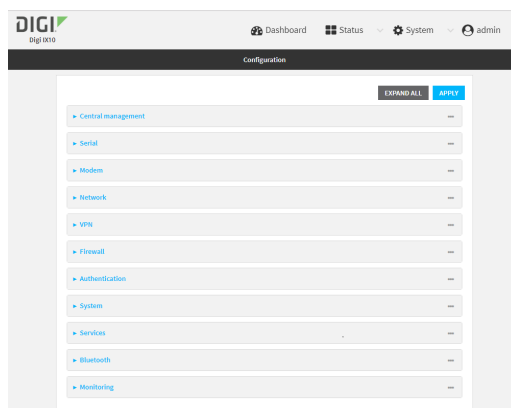 DIGI
Digi IX10
Dashboard Status System admin
Configuration
EXPAND ALL APPLY
Central management
Serial
Modem
Network
VPN
Firewall
Authentication
System
Services
Bluetooth
Monitoring